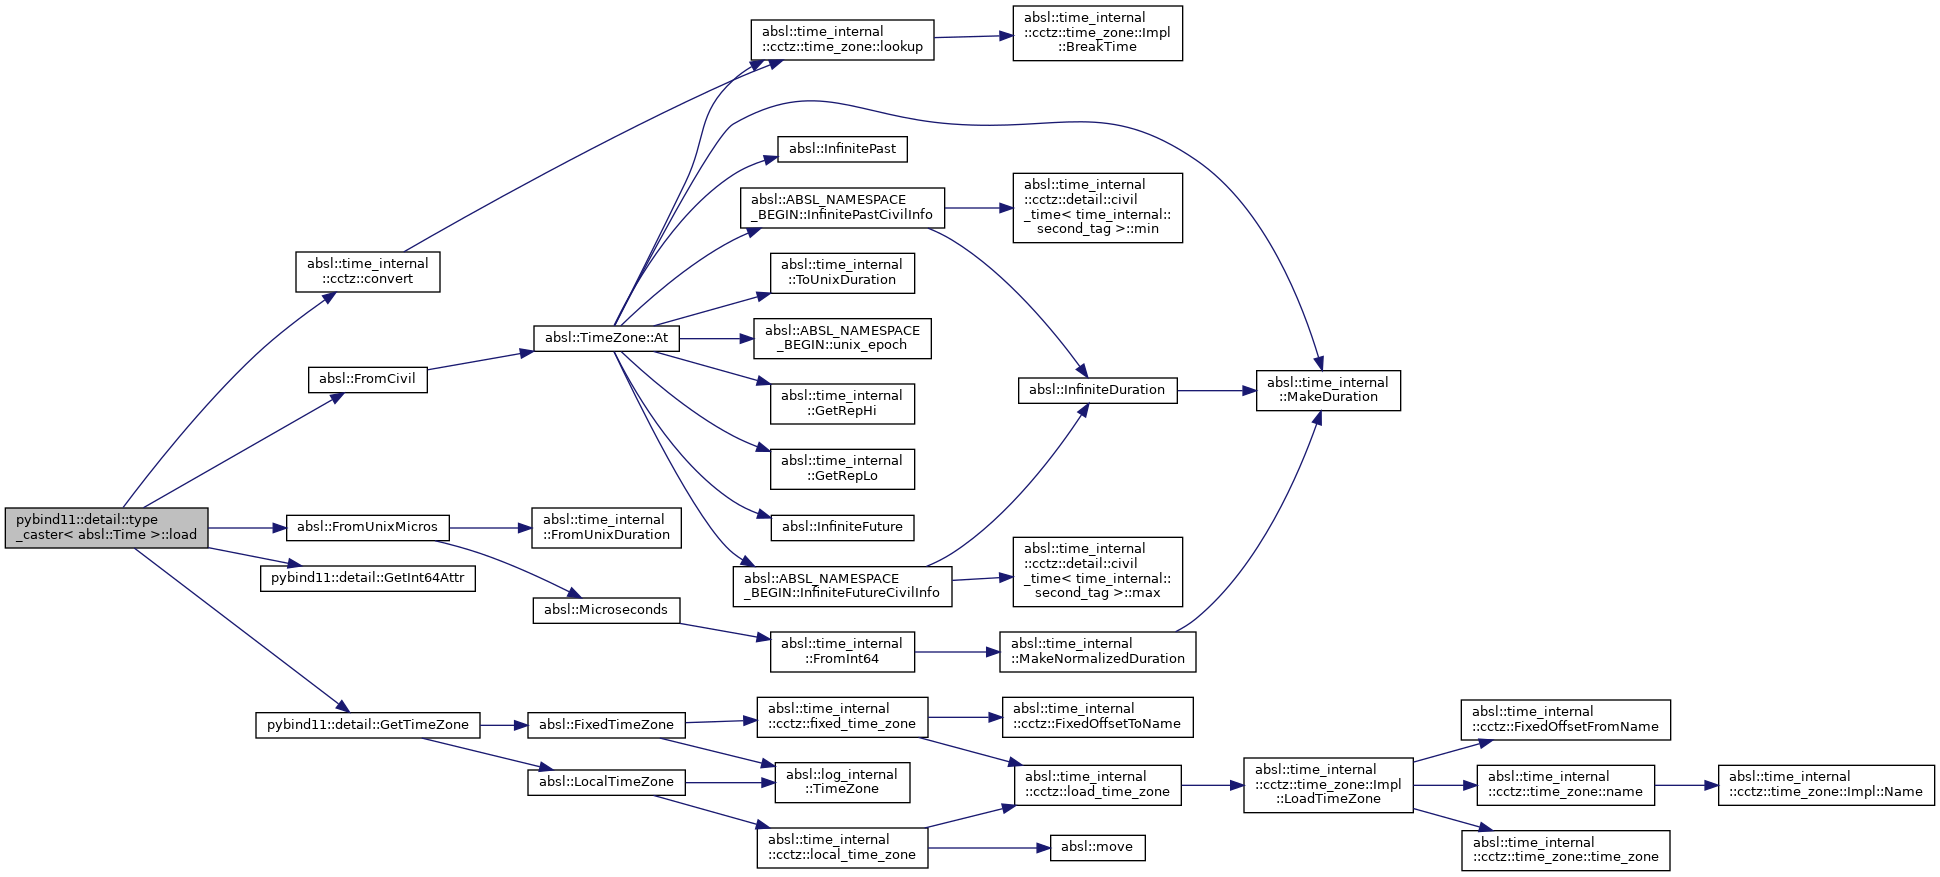 pybind11::detail::type
_caster< absl::Time >::load
absl::time_internal
::cctz::convert
absl::FromCivil
absl::FromUnixMicros
pybind11::detail::GetInt64Attr
pybind11::detail::GetTimeZone
absl::TimeZone::At
absl::time_internal
::FromUnixDuration
absl::Microseconds
absl::FixedTimeZone
absl::LocalTimeZone
absl::time_internal
::cctz::time_zone::lookup
absl::InfinitePast
absl::ABSL_NAMESPACE
_BEGIN::InfinitePastCivilInfo
absl::time_internal
::ToUnixDuration
absl::ABSL_NAMESPACE
_BEGIN::unix_epoch
absl::time_internal
::GetRepHi
absl::time_internal
::GetRepLo
absl::InfiniteFuture
absl::ABSL_NAMESPACE
_BEGIN::InfiniteFutureCivilInfo
absl::time_internal
::FromInt64
absl::time_internal
::cctz::fixed_time_zone
absl::log_internal
::TimeZone
absl::time_internal
::cctz::local_time_zone
absl::time_internal
::cctz::time_zone::Impl
::BreakTime
absl::time_internal
::cctz::detail::civil
_time< time_internal::
second_tag >::min
absl::InfiniteDuration
absl::time_internal
::cctz::detail::civil
_time< time_internal::
second_tag >::max
absl::time_internal
::MakeNormalizedDuration
absl::time_internal
::cctz::FixedOffsetToName
absl::time_internal
::cctz::load_time_zone
absl::move
absl::time_internal
::MakeDuration
absl::time_internal
::cctz::time_zone::Impl
::LoadTimeZone
absl::time_internal
::cctz::FixedOffsetFromName
absl::time_internal
::cctz::time_zone::name
absl::time_internal
::cctz::time_zone::time_zone
absl::time_internal
::cctz::time_zone::Impl::Name